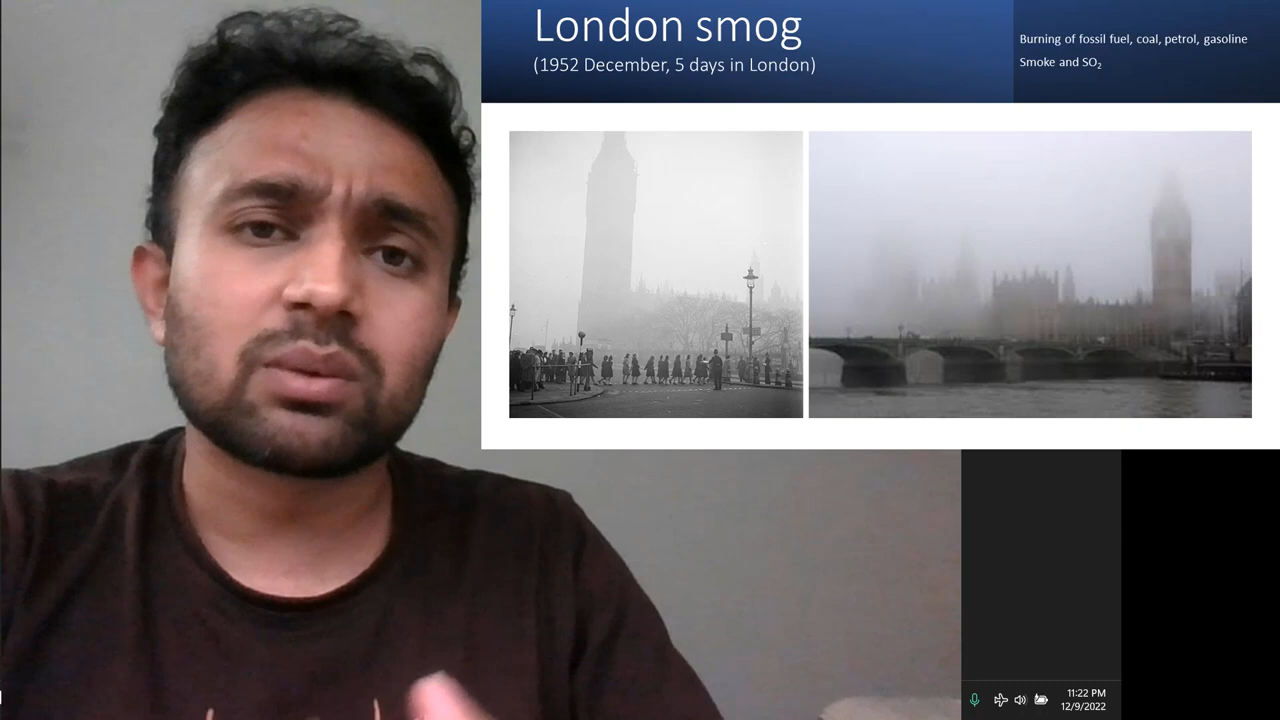 London smog
(1952 December, 5 days in London)
Burning of fossil fuel, coal, petrol, gasoline
Smoke and SO₂
11:22 PM
12/9/2022